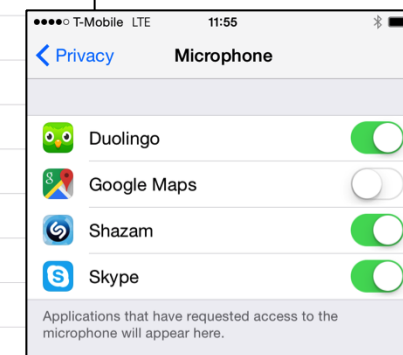 T-Mobile LTE 11:55
Privacy Microphone
Duolingo
Google Maps
Shazam
Skype
Applications that have requested access to the
microphone will appear here.